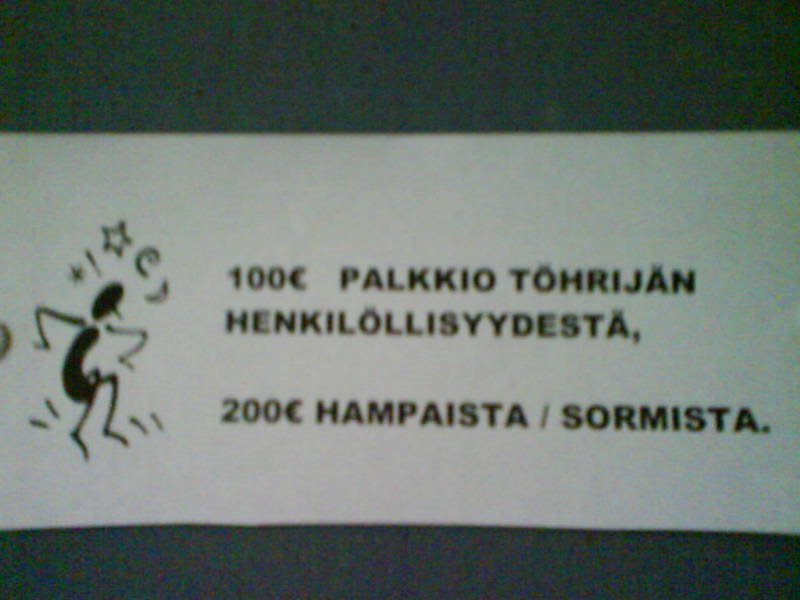 100€ PALKKIO TÖHRIJÄN
HENKILÖLLISYYDESTÄ,
200€ HAMPAISTA / SORMISTA.